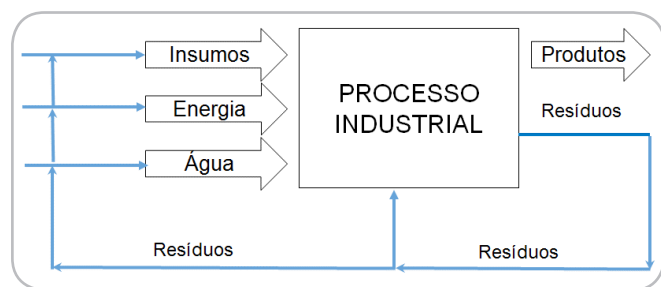 Insumos
Produtos
PROCESSO
INDUSTRIAL
Energia
Resíduos
Água
Resíduos
Resíduos